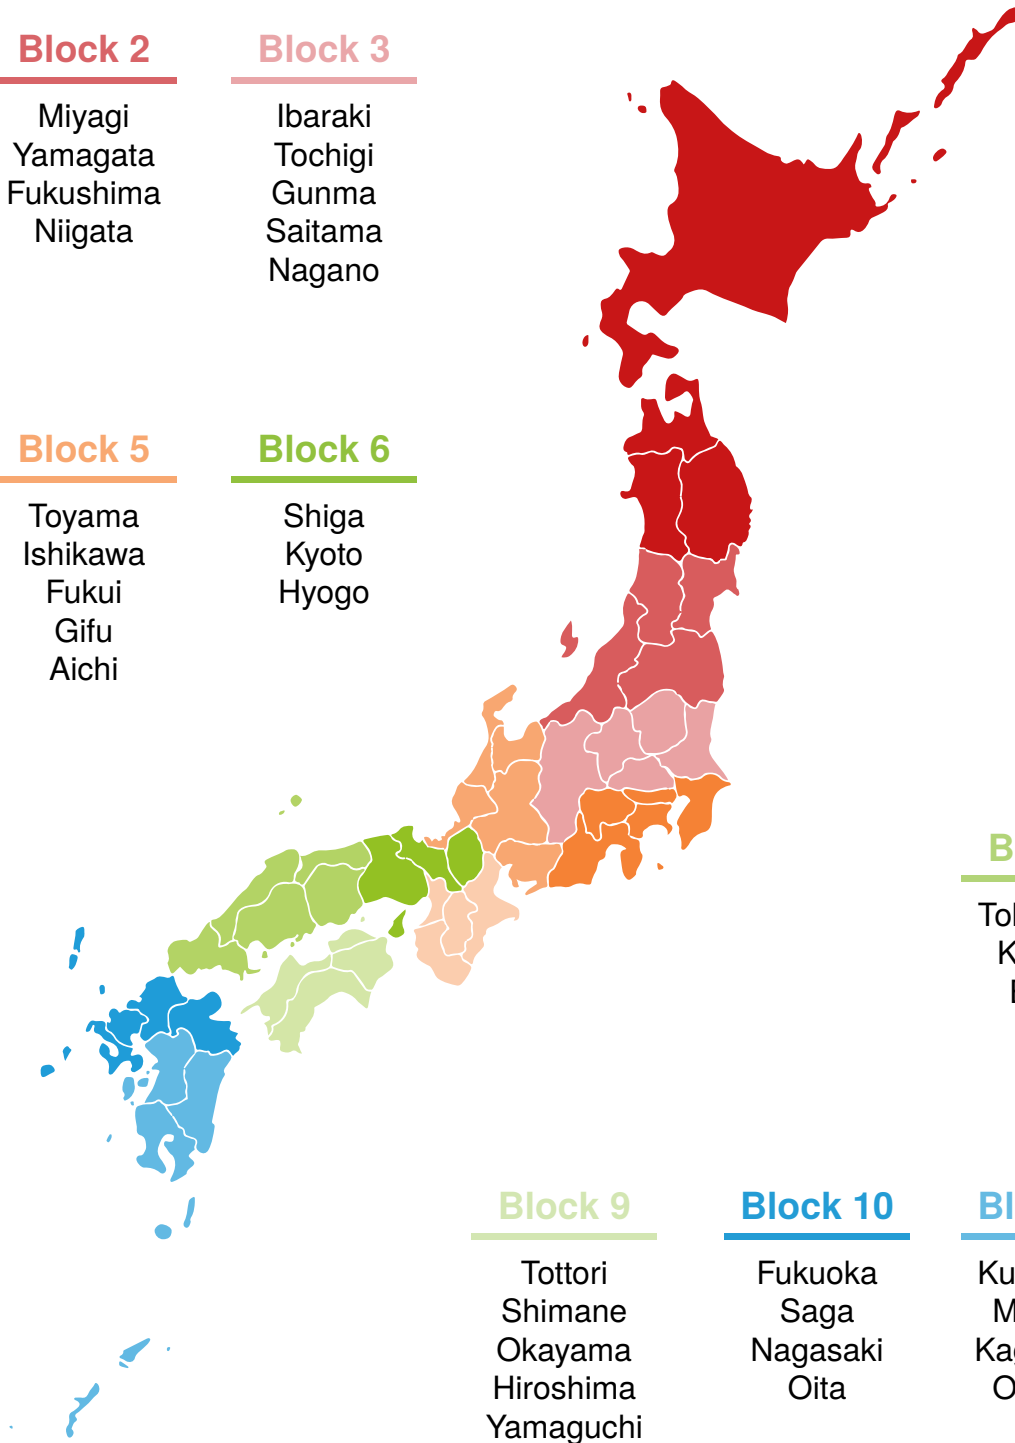 Block 2
Miyagi
Yamagata
Fukushima
Niigata
Block 3
Ibaraki
Tochigi
Gunma
Saitama
Nagano
Block 5
Toyama
Ishikawa
Fukui
Gifu
Aichi
Block 6
Shiga
Kyoto
Hyogo
Block 9
Tottori
Shimane
Okayama
Hiroshima
Yamaguchi
Block 10
Fukuoka
Saga
Nagasaki
Oita